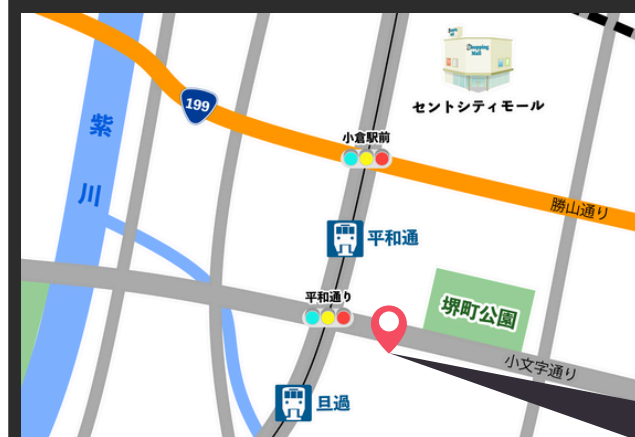 Shopping
Mall
セントシティモール
199
紫川
小倉駅前
勝山通り
平和通
平和通り
堺町公園
小文字通り
旦過